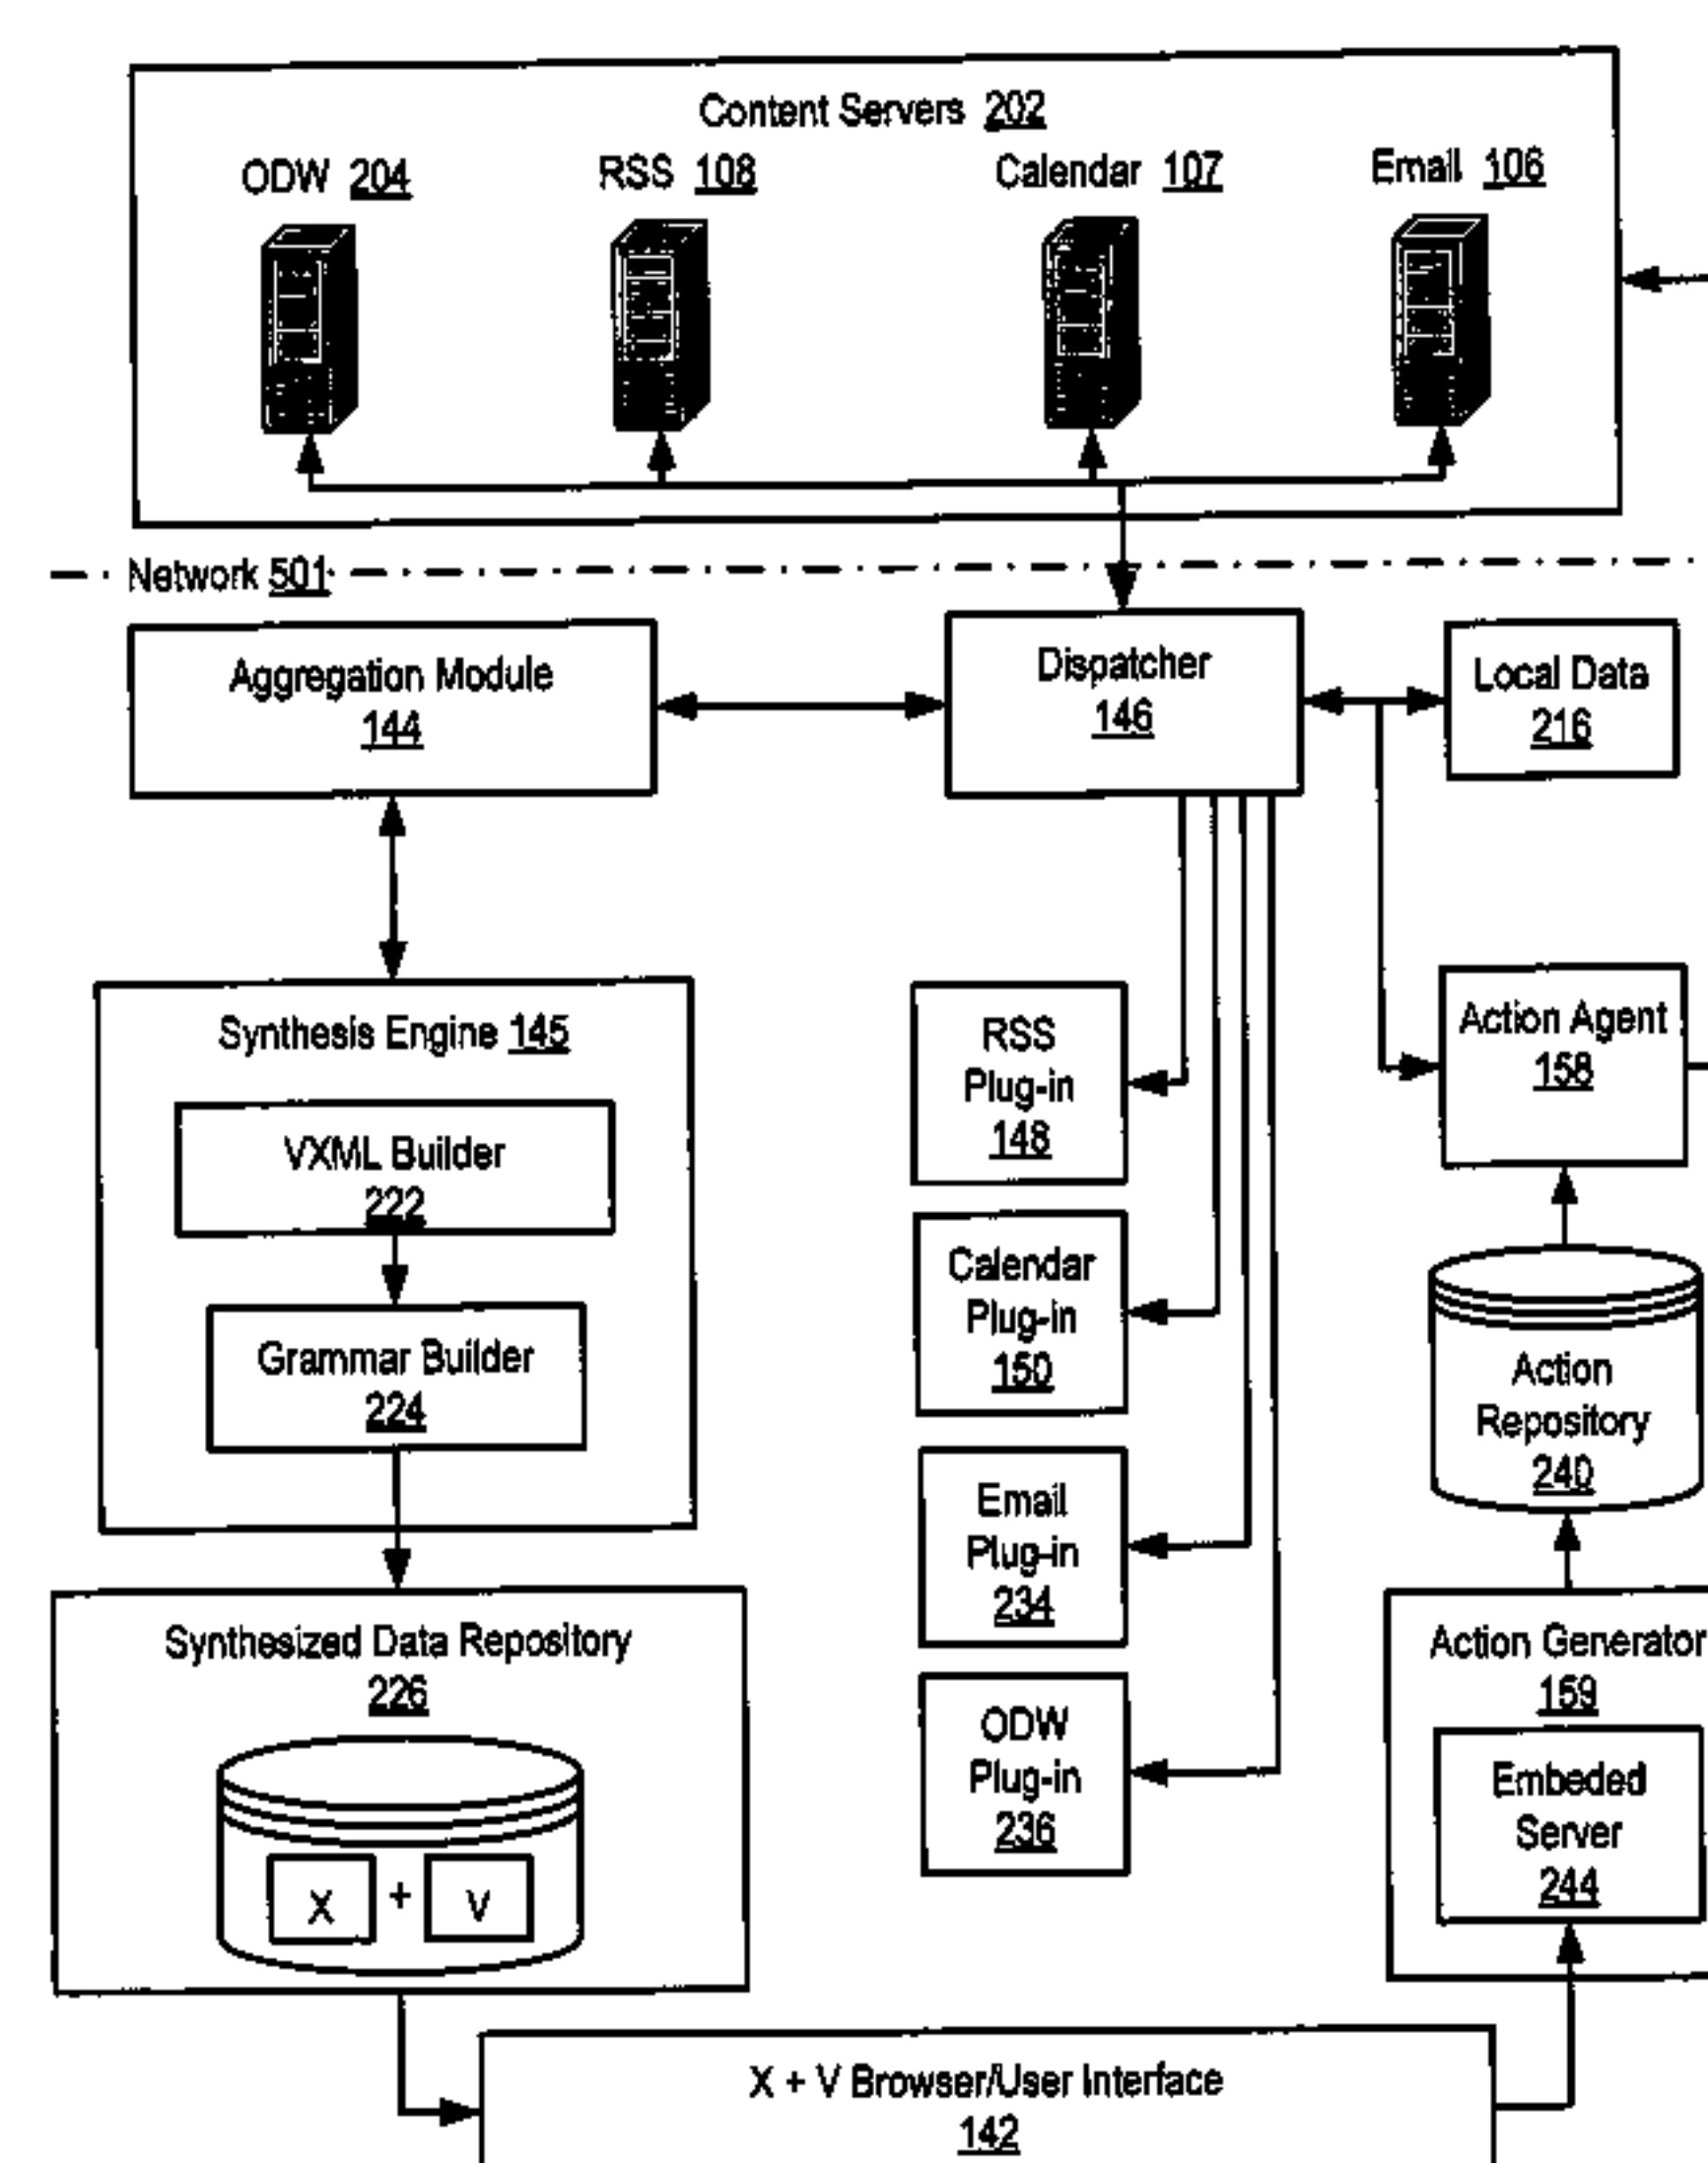 Content Servers 202
ODW 204
RSS 108
Calendar 107
Email 106
Network 501
Aggregation Module
144
Dispatcher
146
Local Data
216
Synthesis Engine 145
VXML Builder
222
Grammar Builder
224
RSS
Plug-in
148
Calendar
Plug-in
150
Email
Plug-in
234
ODW
Plug-in
236
Action Agent
158
Action
Repository
240
Action Generator
159
Embeded
Server
244
Synthesized Data Repository
226
X + V
X + V Browser/User Interface
142